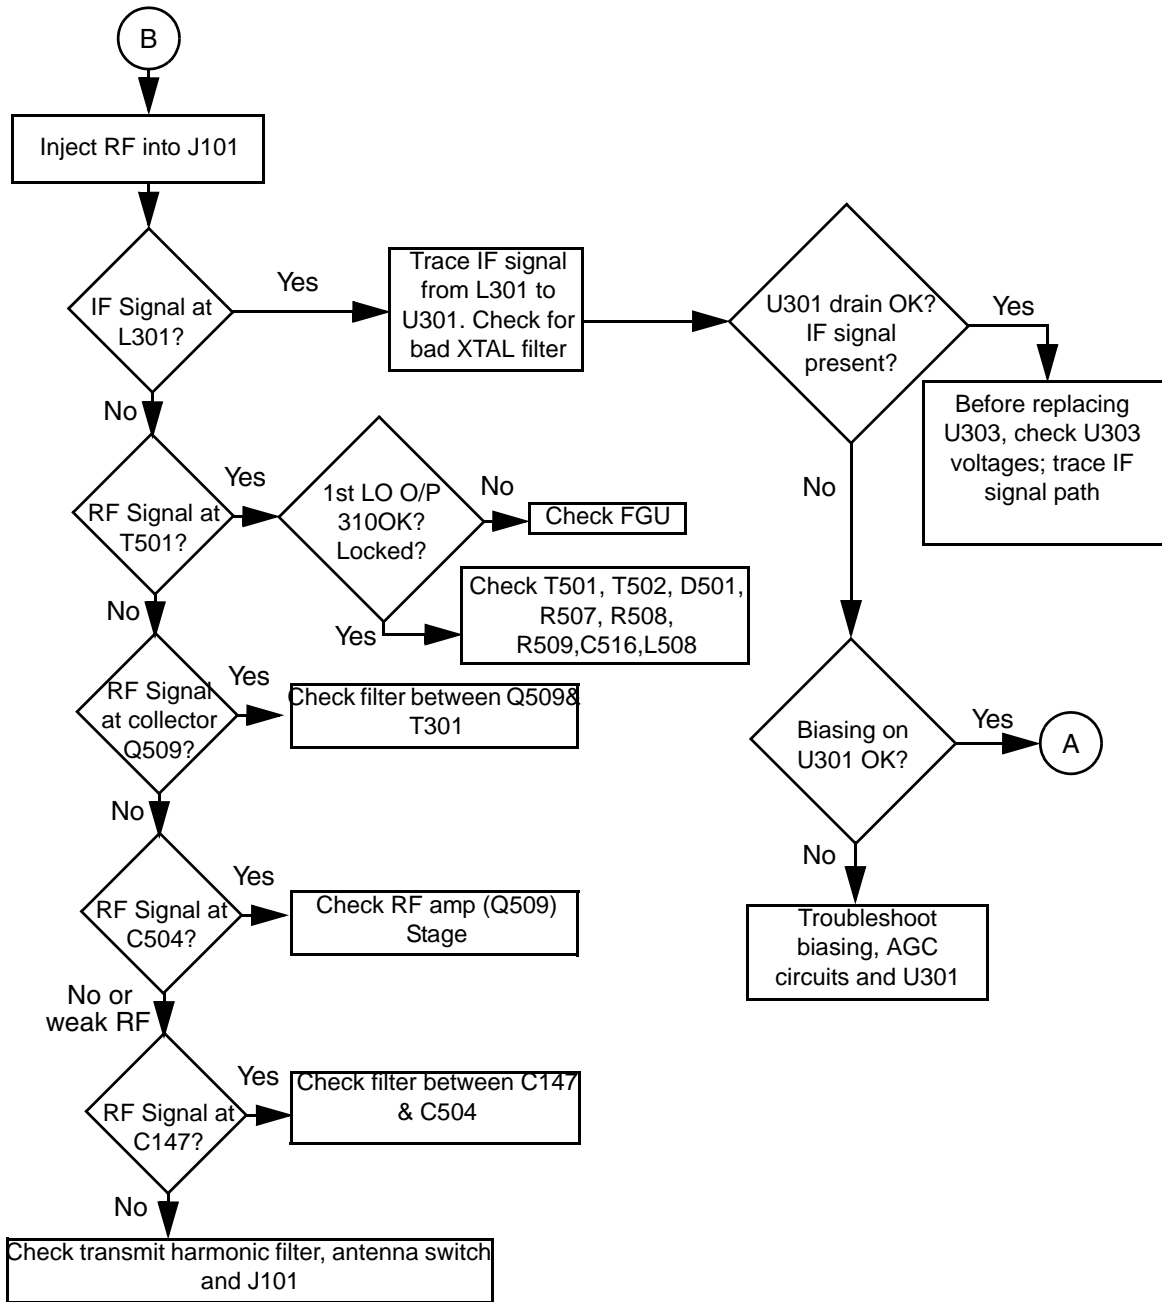 B
Inject RF into J101
IF Signal at
L301?
Yes
Trace IF signal
from L301 to
U301. Check for
bad XTAL filter
U301 drain OK?
IF signal
present?
Yes
Before replacing
U303, check U303
voltages; trace IF
signal path
No
No
RF Signal at
T501?
Yes
1st LO O/P
310OK?
Locked?
No
Check FGU
Yes
Check T501, T502, D501,
R507, R508,
R509,C516,L508
No
RF Signal
at collector
Q509?
Yes
Check filter between Q509&
T301
Biasing on
U301 OK?
Yes
A
No
Troubleshoot
biasing, AGC
circuits and U301
No
RF Signal at
C504?
Yes
Check RF amp (Q509)
Stage
No or
weak RF
RF Signal at
C147?
Yes
Check filter between C147
& C504
No
Check transmit harmonic filter, antenna switch
and J101